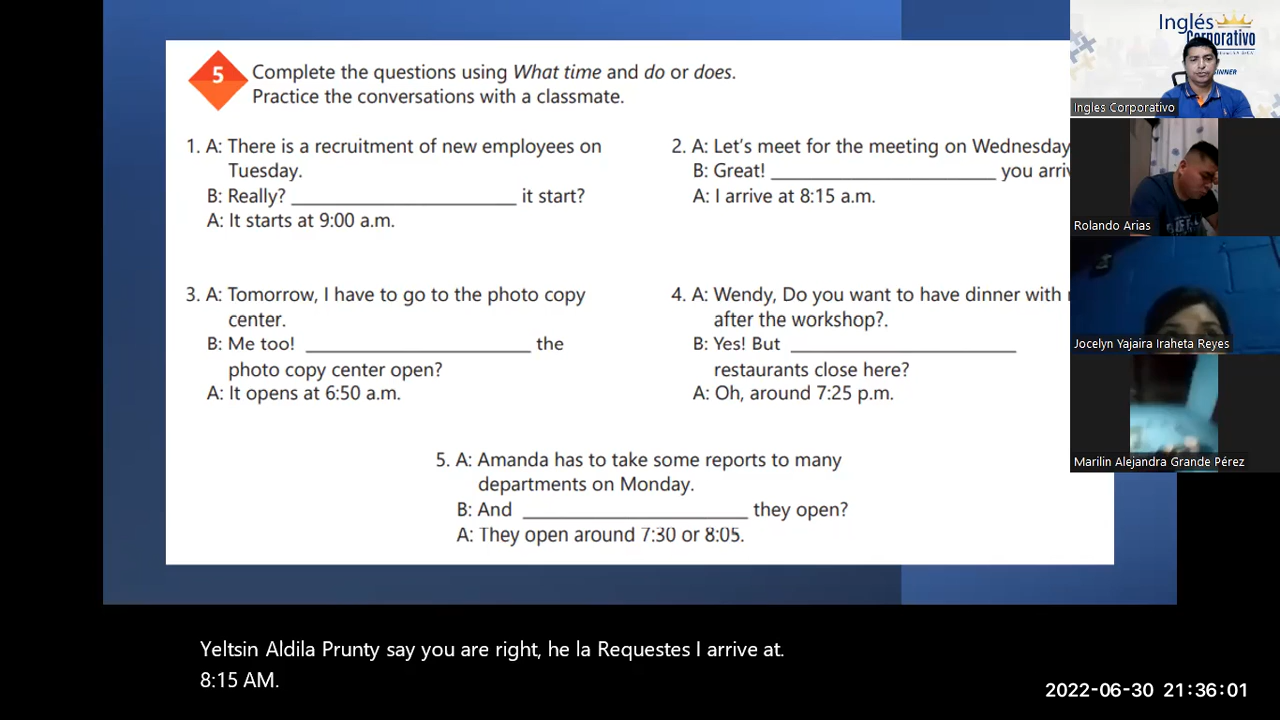 5
Complete the questions using What time and do or does.
Practice the conversations with a classmate.
1. A: There is a recruitment of new employees on
Tuesday.
B: Really? ______________________ it start?
A: It starts at 9:00 a.m.
2. A: Let's meet for the meeting on Wednesday
B: Great! ______________________ you arriv
A: I arrive at 8:15 a.m.
3. A: Tomorrow, I have to go to the photo copy
center.
B: Me too! ______________________ the
photo copy center open?
A: It opens at 6:50 a.m.
4. A: Wendy, Do you want to have dinner with
after the workshop?.
B: Yes! But ______________________
restaurants close here?
A: Oh, around 7:25 p.m.
5. A: Amanda has to take some reports to many
departments on Monday.
B: And ______________________ they open?
A: They open around 7:30 or 8:05.
Inglés
Corporativo
Ingles Corporativo
Rolando Arias
Jocelyn Yajaira Iraheta Reyes
Marilin Alejandra Grande Pérez
Yeltsin Aldila Prunty say you are right, he la Requestes I arrive at.
8:15 AM.
2022-06-30 21:36:01